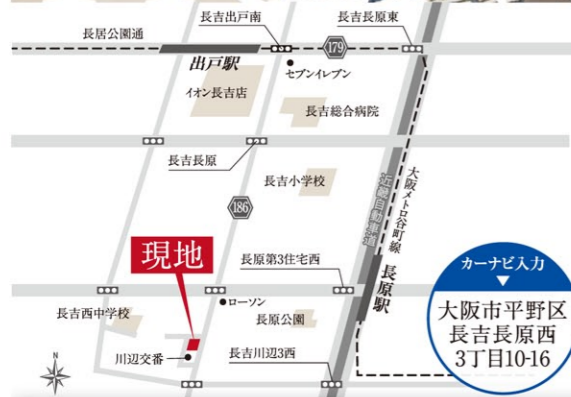 長吉出戸南
長吉長原東
長居公園通
179
出戸駅
セブンイレブン
イオン長吉店
長吉総合病院
長吉長原
長吉小学校
近畿自動車道
大阪メトロ谷町線
186
現地
長原第3住宅西
長原駅
ローソン
長吉西中学校
長原公園
川辺交番
長吉川辺3西
N
カーナビ入力
大阪市平野区
長吉長原西
3丁目10-16